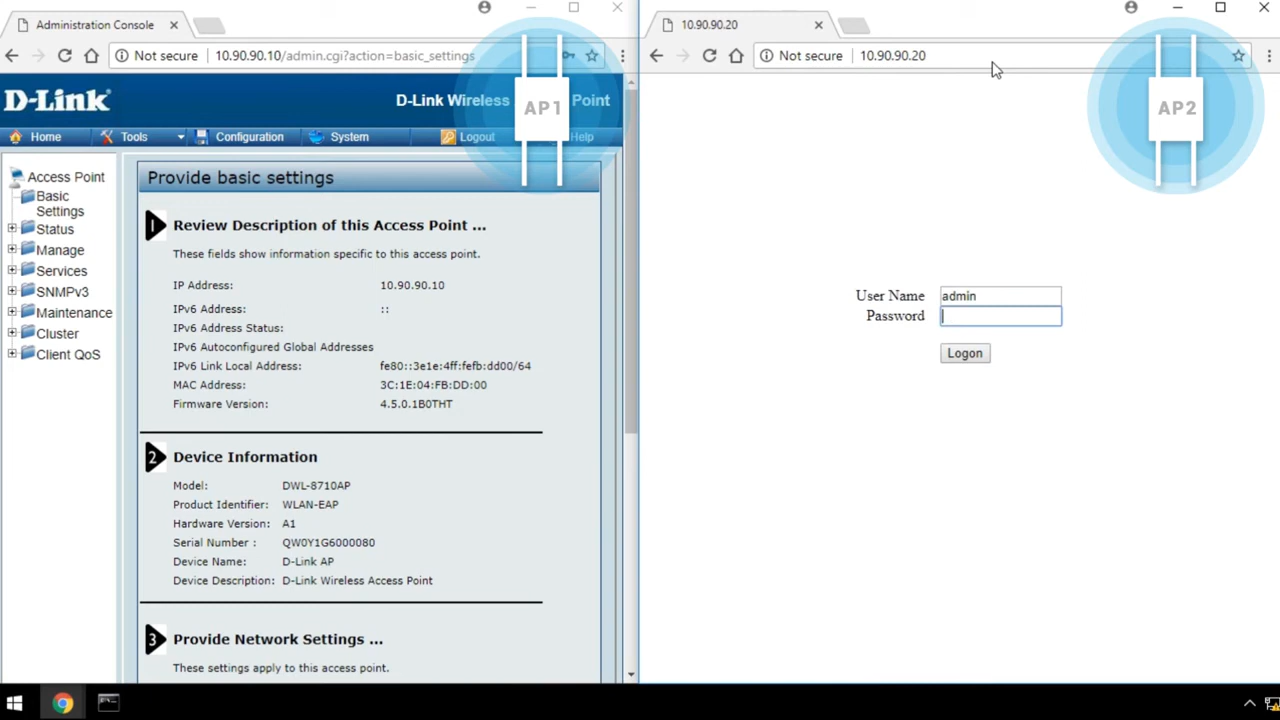 Administration Console
Not secure
10.90.90.10/admin.cgi?action=basic_settings
D-Link
D-Link Wireless Point
AP1
Home
Tools
Configuration
System
Logout
Help
Access Point
Basic
Settings
Status
Manage
Services
SNMPv3
Maintenance
Cluster
Client QoS
Provide basic settings
1
Review Description of this Access Point ...
These fields show information specific to this access point.
IP Address: 10.90.90.10
IPv6 Address: ::
IPv6 Address Status:
IPv6 Autoconfigured Global Addresses
IPv6 Link Local Address: fe80::3e1e:4ff:fefb:dd00/64
MAC Address: 3C:1E:04:FB:DD:00
Firmware Version: 4.5.0.1B0THT
2
Device Information
Model: DWL-8710AP
Product Identifier: WLAN-EAP
Hardware Version: A1
Serial Number : QW0Y1G6000080
Device Name: D-Link AP
Device Description: D-Link Wireless Access Point
3
Provide Network Settings ...
These settings apply to this access point.
10.90.90.20
Not secure
10.90.90.20
AP2
User Name admin
Password
Logon